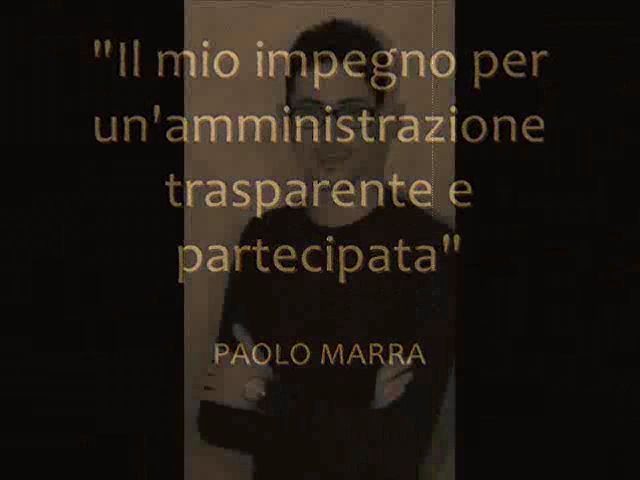 "Il mio impegno per
un'amministrazione
trasparente e
partecipata"
PAOLO MARRA